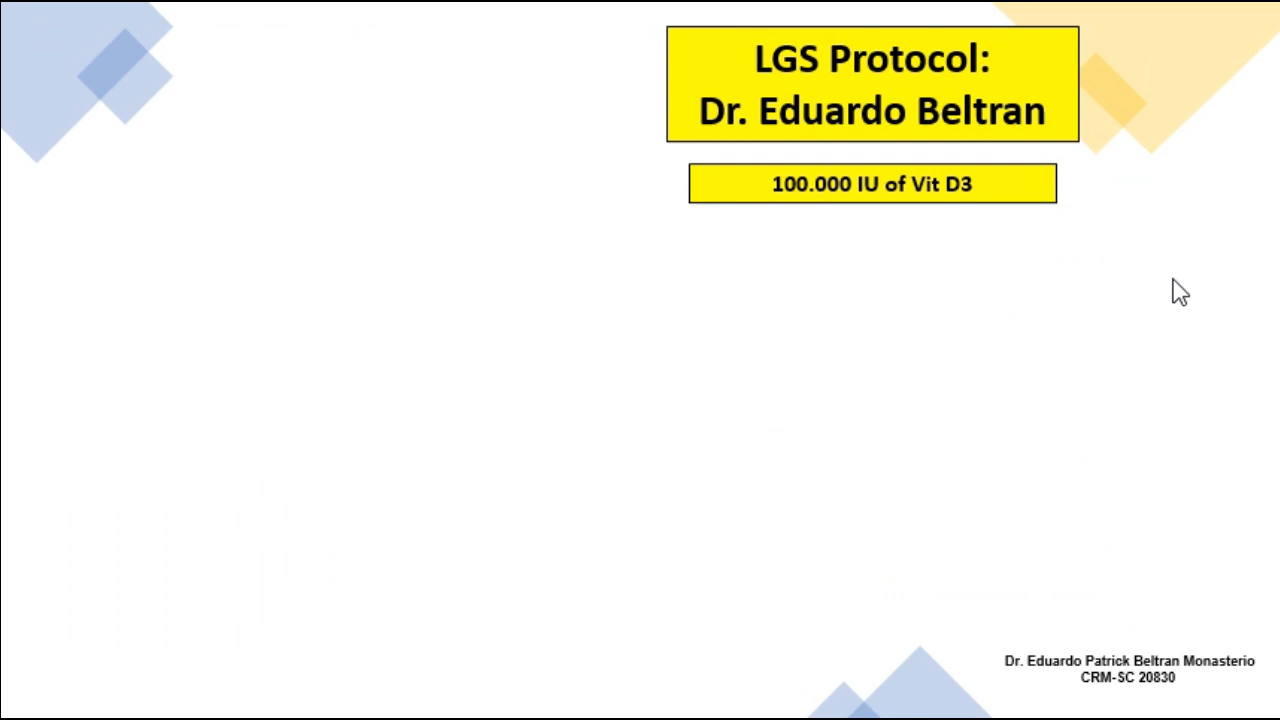 LGS Protocol:
Dr. Eduardo Beltran
100.000 IU of Vit D3
Dr. Eduardo Patrick Beltran Monasterio
CRM-SC 20830